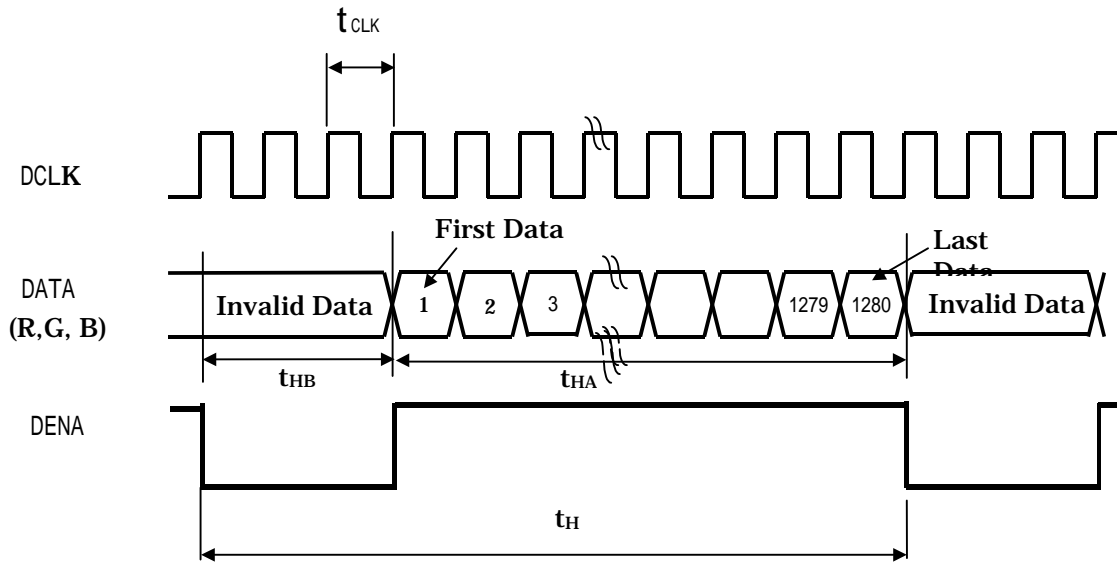 tCLK
DCLK
First Data
Last
Data
DATA
(R,G, B)
Invalid Data
1
2
3
1279
1280
Invalid Data
tHB
tHA
DENA
tH